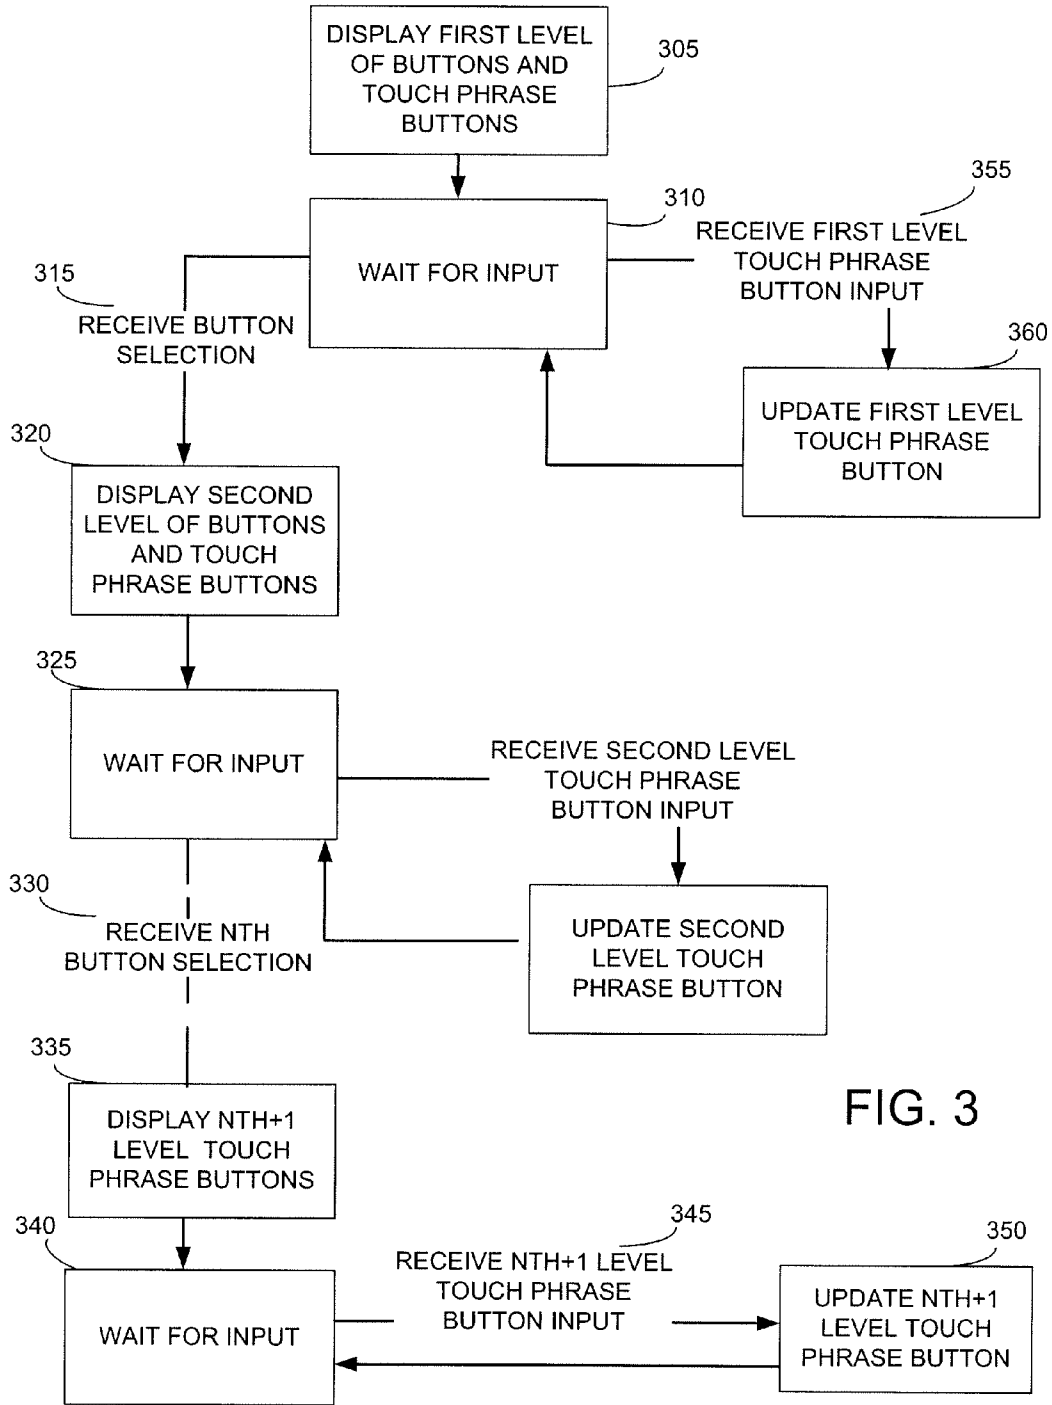 DISPLAY FIRST LEVEL
OF BUTTONS AND
TOUCH PHRASE
BUTTONS
305
310
WAIT FOR INPUT
355
RECEIVE FIRST LEVEL
TOUCH PHRASE
BUTTON INPUT
315
RECEIVE BUTTON
SELECTION
360
UPDATE FIRST LEVEL
TOUCH PHRASE
BUTTON
320
DISPLAY SECOND
LEVEL OF BUTTONS
AND TOUCH
PHRASE BUTTONS
325
WAIT FOR INPUT
RECEIVE SECOND LEVEL
TOUCH PHRASE
BUTTON INPUT
330
RECEIVE NTH
BUTTON SELECTION
UPDATE SECOND
LEVEL TOUCH
PHRASE BUTTON
335
DISPLAY NTH+1
LEVEL TOUCH
PHRASE BUTTONS
FIG. 3
340
WAIT FOR INPUT
345
RECEIVE NTH+1 LEVEL
TOUCH PHRASE
BUTTON INPUT
350
UPDATE NTH+1
LEVEL TOUCH
PHRASE BUTTON